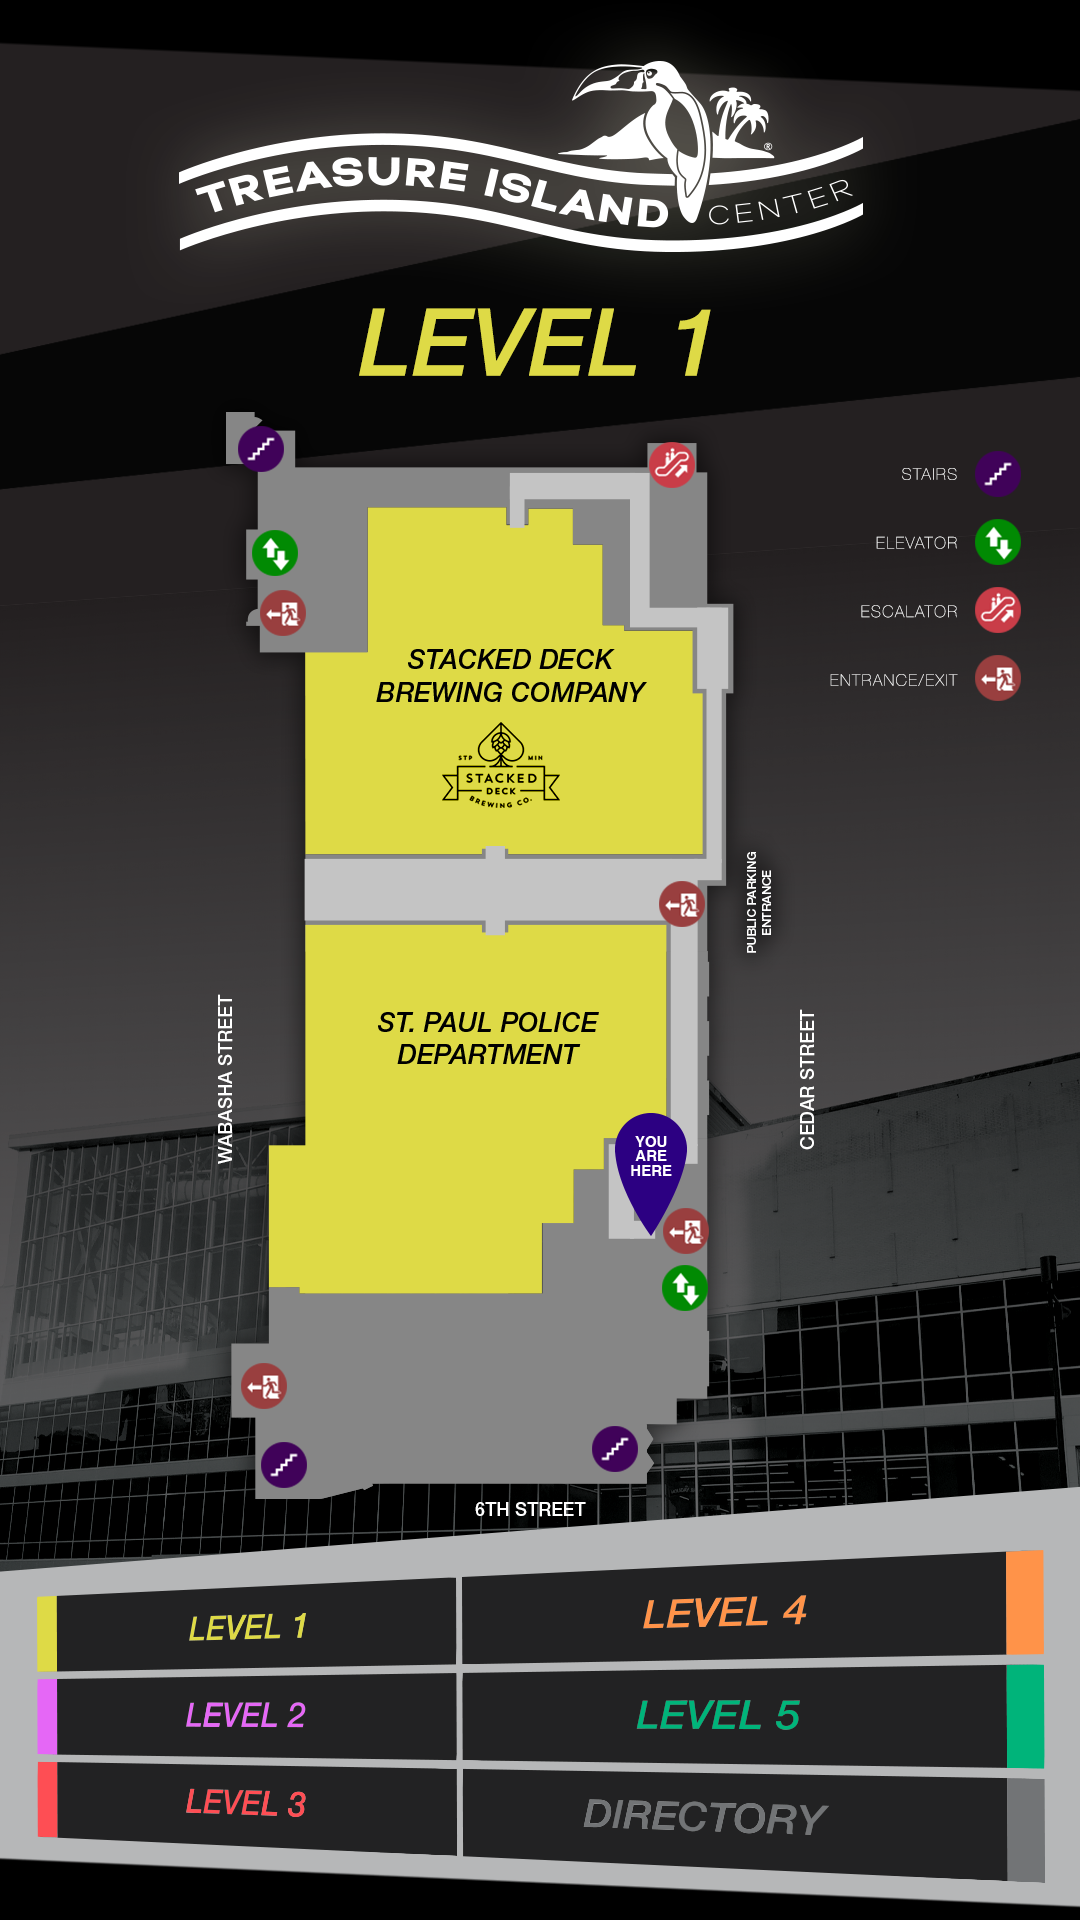 TREASURE ISLAND CENTER
®
LEVEL 1
STAIRS
ELEVATOR
ESCALATOR
ENTRANCE/EXIT
STACKED DECK
BREWING COMPANY
STP MIN
STACKED
DECK
BREWING CO.
PUBLIC PARKING
ENTRANCE
ST. PAUL POLICE
DEPARTMENT
WABASHA STREET
CEDAR STREET
YOU
ARE
HERE
6TH STREET
LEVEL 1
LEVEL 4
LEVEL 2
LEVEL 5
LEVEL 3
DIRECTORY